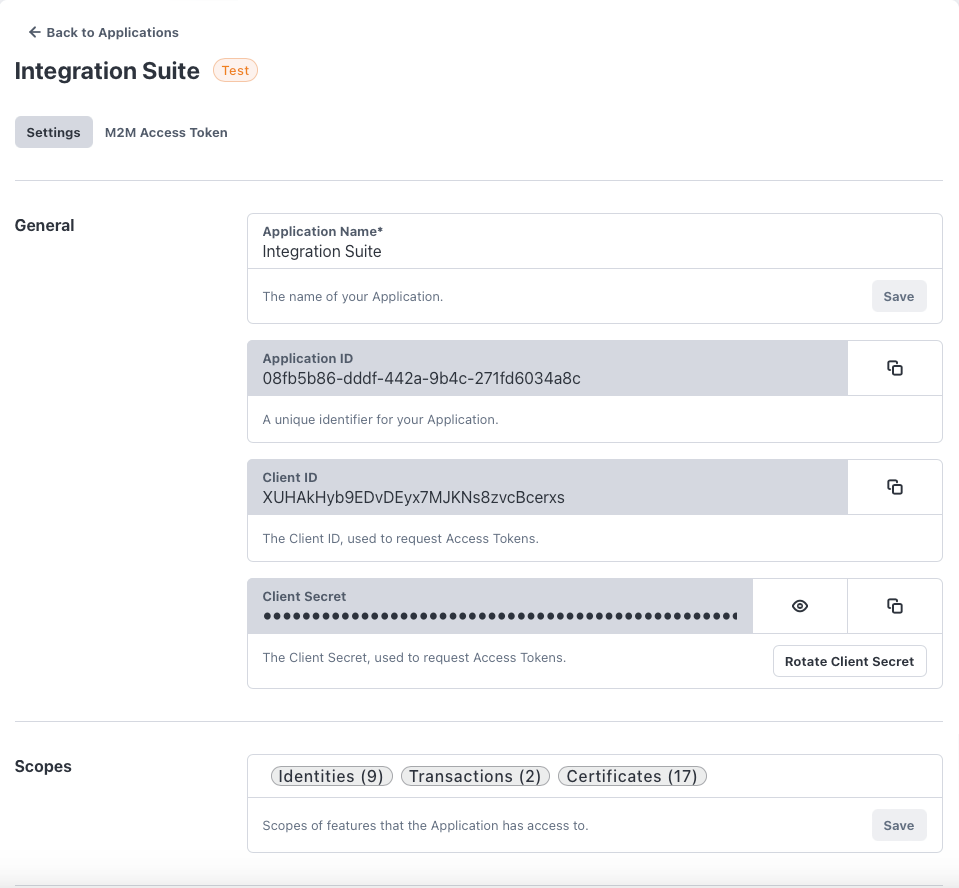 Back to Applications
Integration Suite Test
Settings M2M Access Token
General
Application Name*
Integration Suite
The name of your Application. Save
Application ID
08fb5b86-dddf-442a-9b4c-271fd6034a8c
A unique identifier for your Application.
Client ID
XUHAkHyb9EDvDEyx7MJKNs8zvcBcerxs
The Client ID, used to request Access Tokens.
Client Secret
The Client Secret, used to request Access Tokens. Rotate Client Secret
Scopes
Identities (9) Transactions (2) Certificates (17)
Scopes of features that the Application has access to. Save